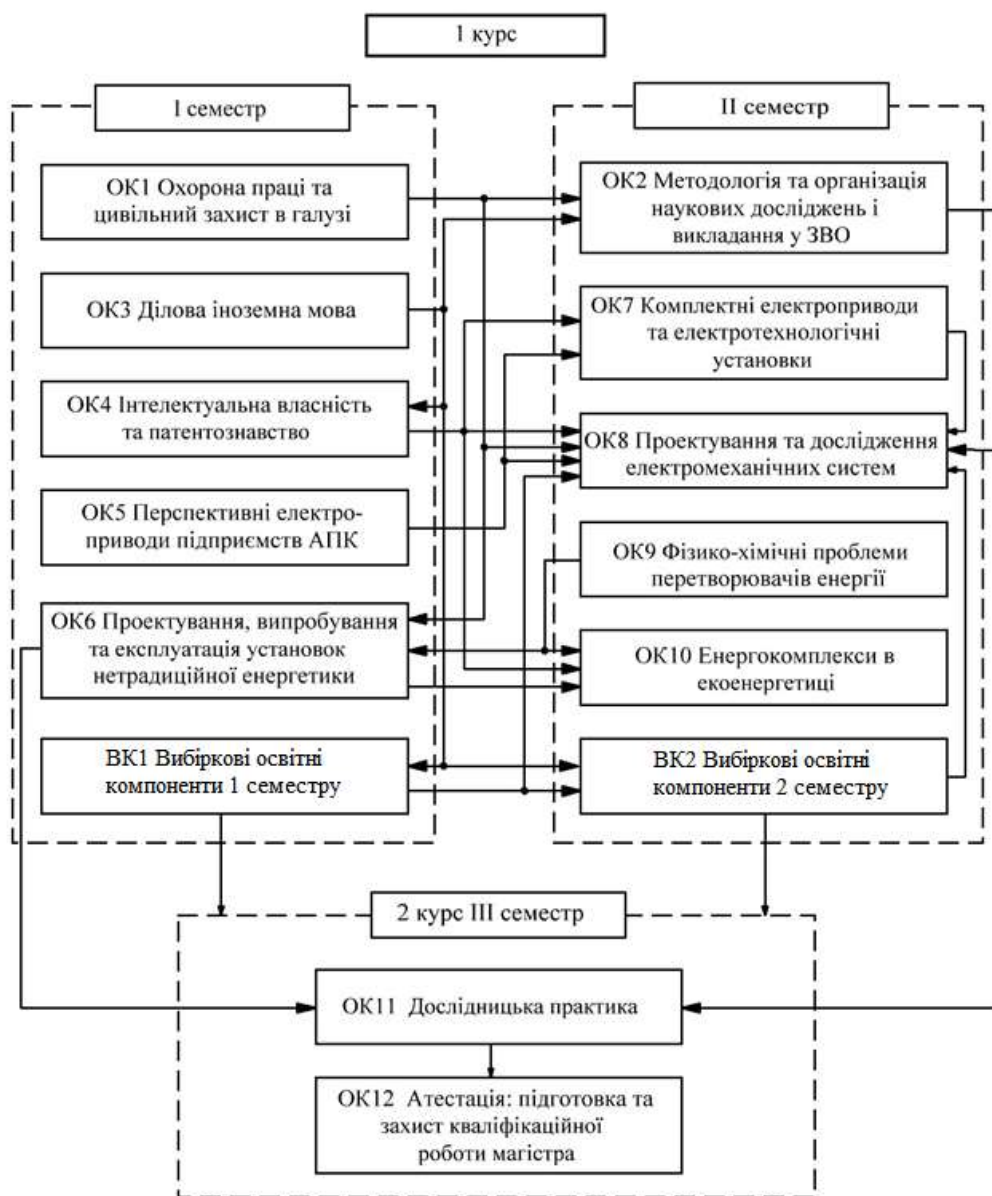 1 курс
І семестр
ОК1 Охорона праці та
цивільний захист в галузі
ОК3 Ділова іноземна мова
ОК4 Інтелектуальна власність
та патентознавство
ОК5 Перспективні електро-
приводи підприємств АПК
ОК6 Проектування, випробування
та експлуатація установок
нетрадиційної енергетики
ВК1 Вибіркові освітні
компоненти 1 семестру
ІІ семестр
ОК2 Методологія та організація
наукових досліджень і
викладання у ЗВО
ОК7 Комплектні електроприводи
та електротехнологічні
установки
ОК8 Проектування та дослідження
електромеханічних систем
ОК9 Фізико-хімічні проблеми
перетворювачів енергії
ОК10 Енергокомплекси в
екоенергетиці
ВК2 Вибіркові освітні
компоненти 2 семестру
2 курс ІІІ семестр
ОК11 Дослідницька практика
ОК12 Атестація: підготовка та
захист кваліфікаційної
роботи магістра